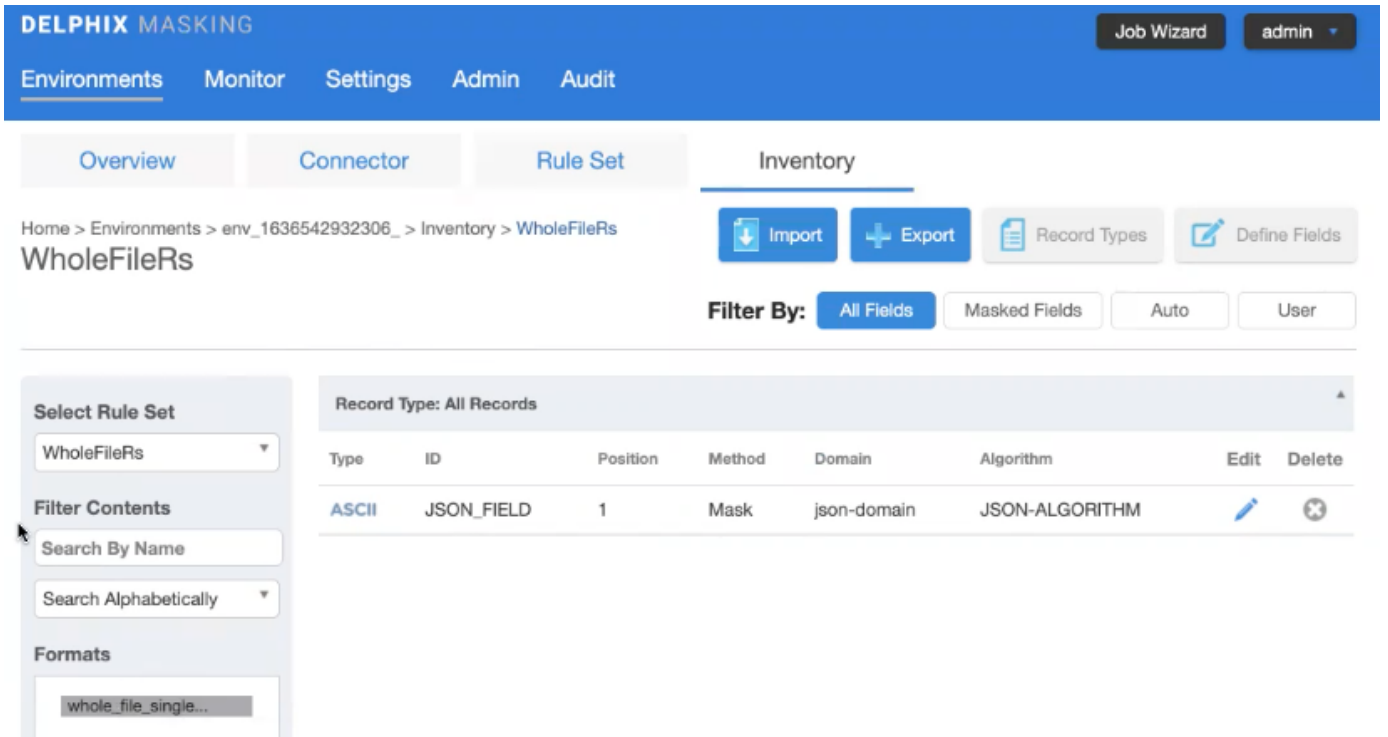 DELPHIX MASKING
Job Wizard
admin
Environments Monitor Settings Admin Audit
Overview Connector Rule Set Inventory
Home > Environments > env_1636542932306_ > Inventory > WholeFileRs
WholeFileRs
Import Export Record Types Define Fields
Filter By: All Fields Masked Fields Auto User
Select Rule Set
WholeFileRs
Filter Contents
Search By Name
Search Alphabetically
Formats
whole_file_single...
Record Type: All Records
Type ID Position Method Domain Algorithm Edit Delete
ASCII JSON_FIELD 1 Mask json-domain JSON-ALGORITHM